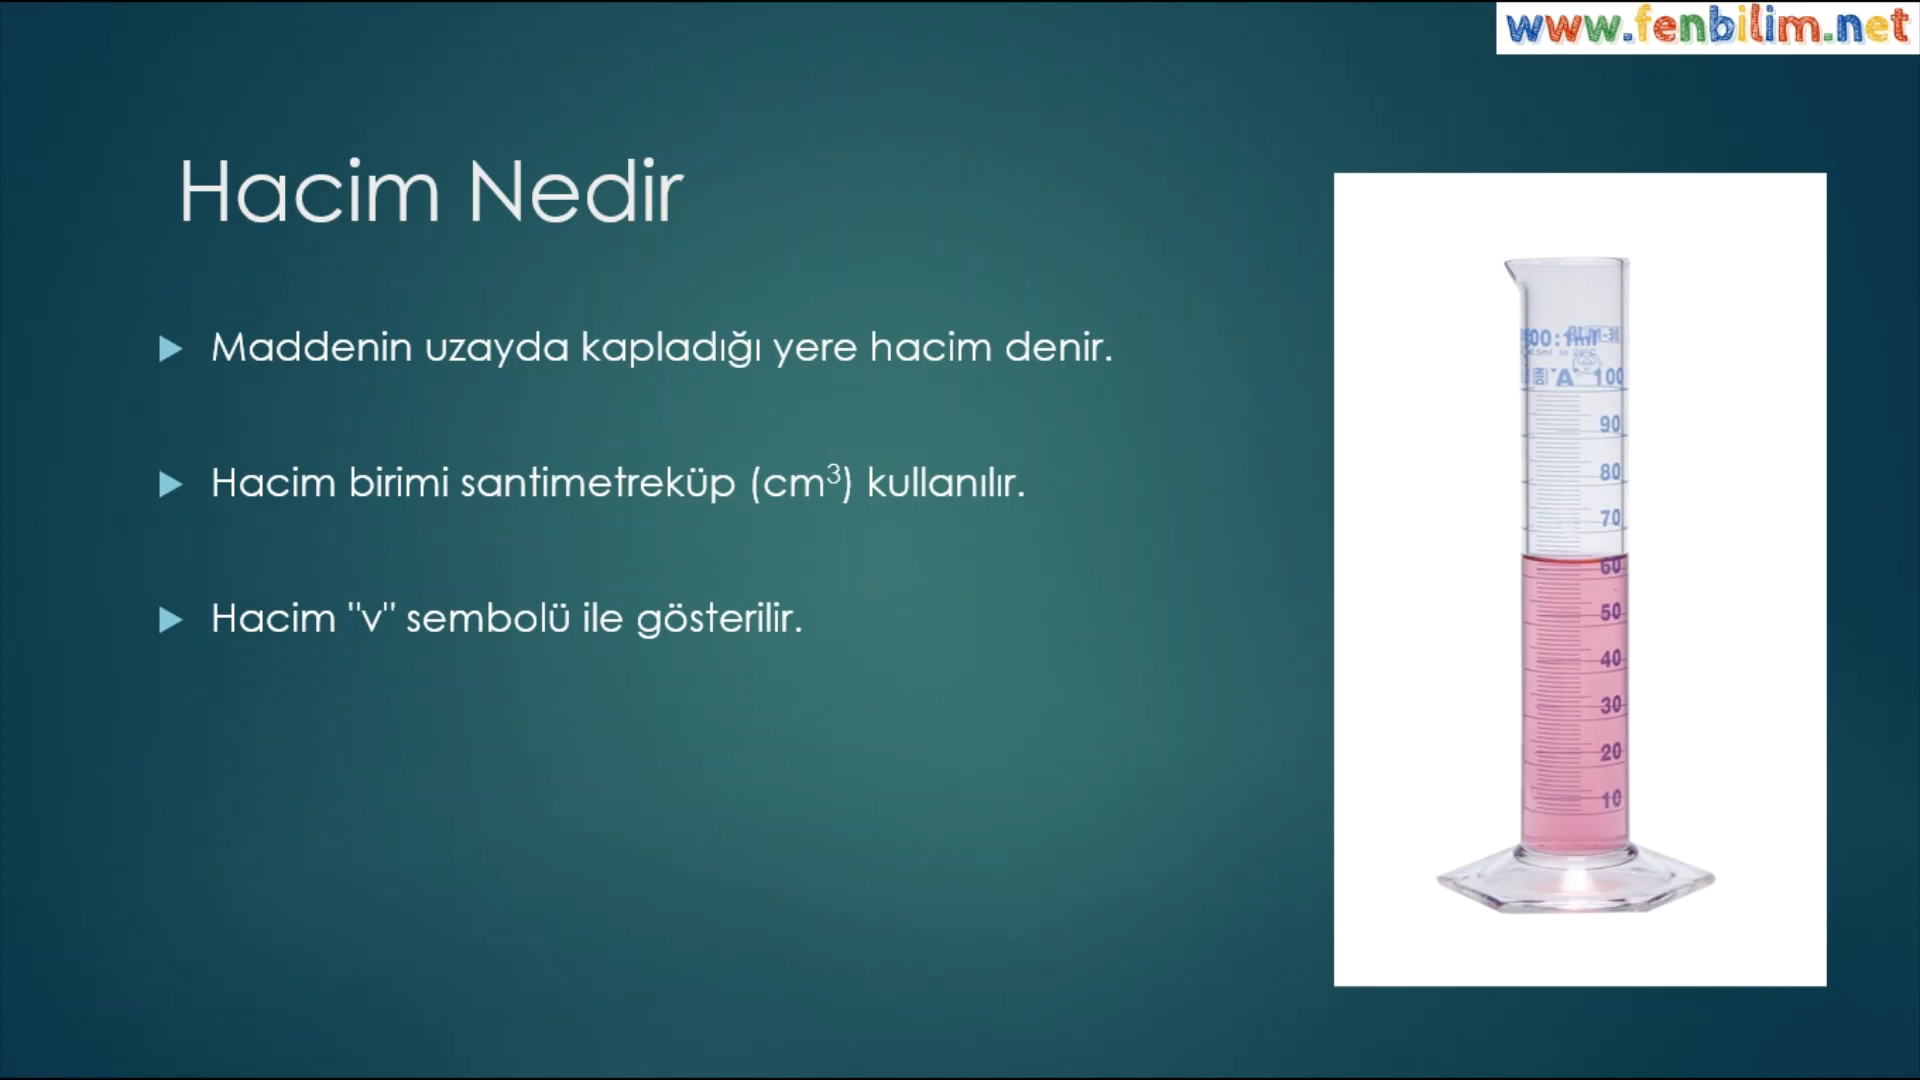 www.fenbilim.net
Hacim Nedir
Maddenin uzayda kapladığı yere hacim denir.
Hacim birimi santimetreküp (cm³) kullanılır.
Hacim "v" sembolü ile gösterilir.
DIN "A" 100
90
80
70
60
50
40
30
20
10